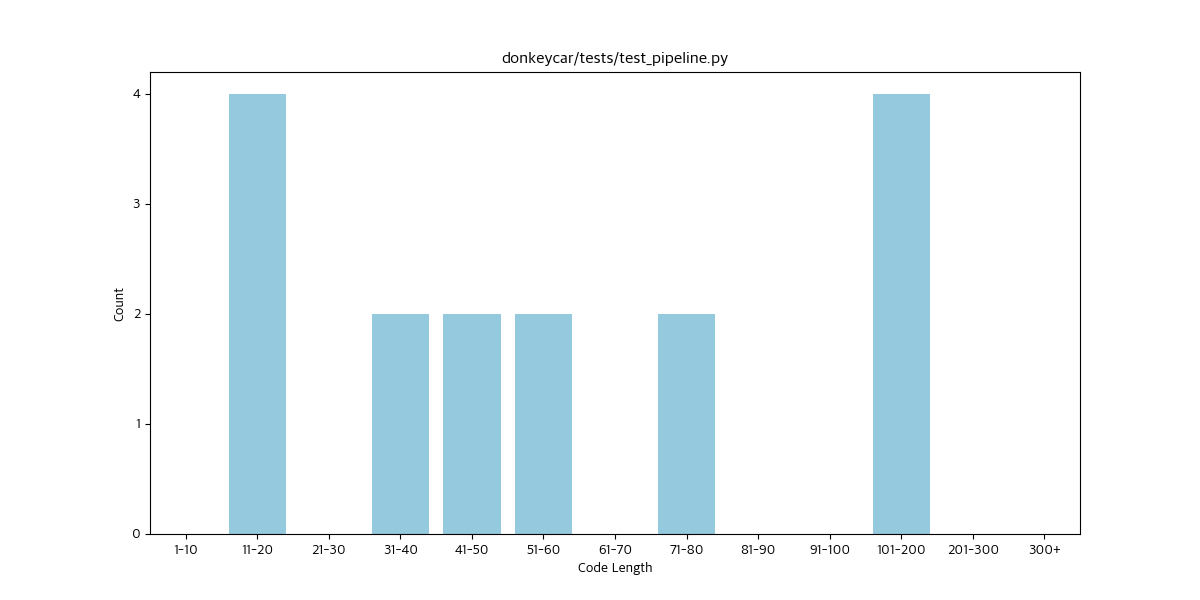 donkeycar/tests/test_pipeline.py
4
3
2
1
0
Count
1-10 11-20 21-30 31-40 41-50 51-60 61-70 71-80 81-90 91-100 101-200 201-300 300+
Code Length